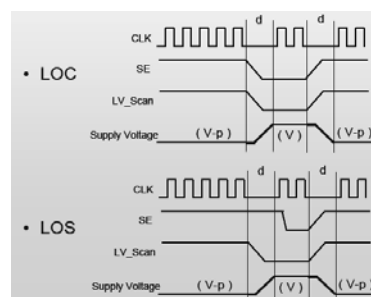 d d
CLK
SE
• LOC
LV_Scan
Supply Voltage (V-p) (V) (V-p)
d d
CLK
SE
• LOS
LV_Scan
Supply Voltage (V-p) (V) (V-p)